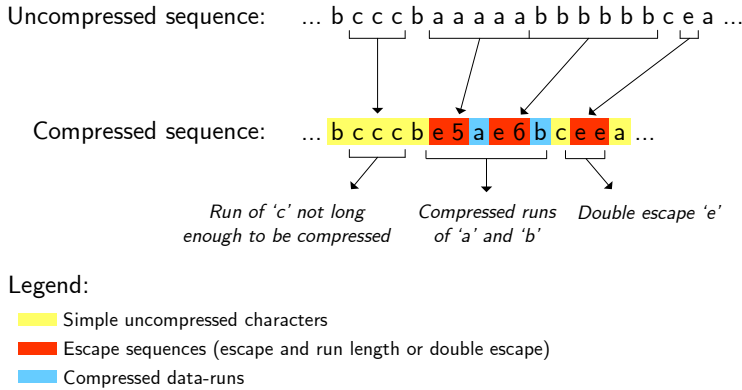 Uncompressed sequence: ... b c c c b a a a a a b b b b b b c e a ...
Compressed sequence: ... b c c c b e 5 a e 6 b c e e a ...
Run of ‘c’ not long
enough to be compressed
Compressed runs
of ‘a’ and ‘b’
Double escape ‘e’
Legend:
Simple uncompressed characters
Escape sequences (escape and run length or double escape)
Compressed data-runs